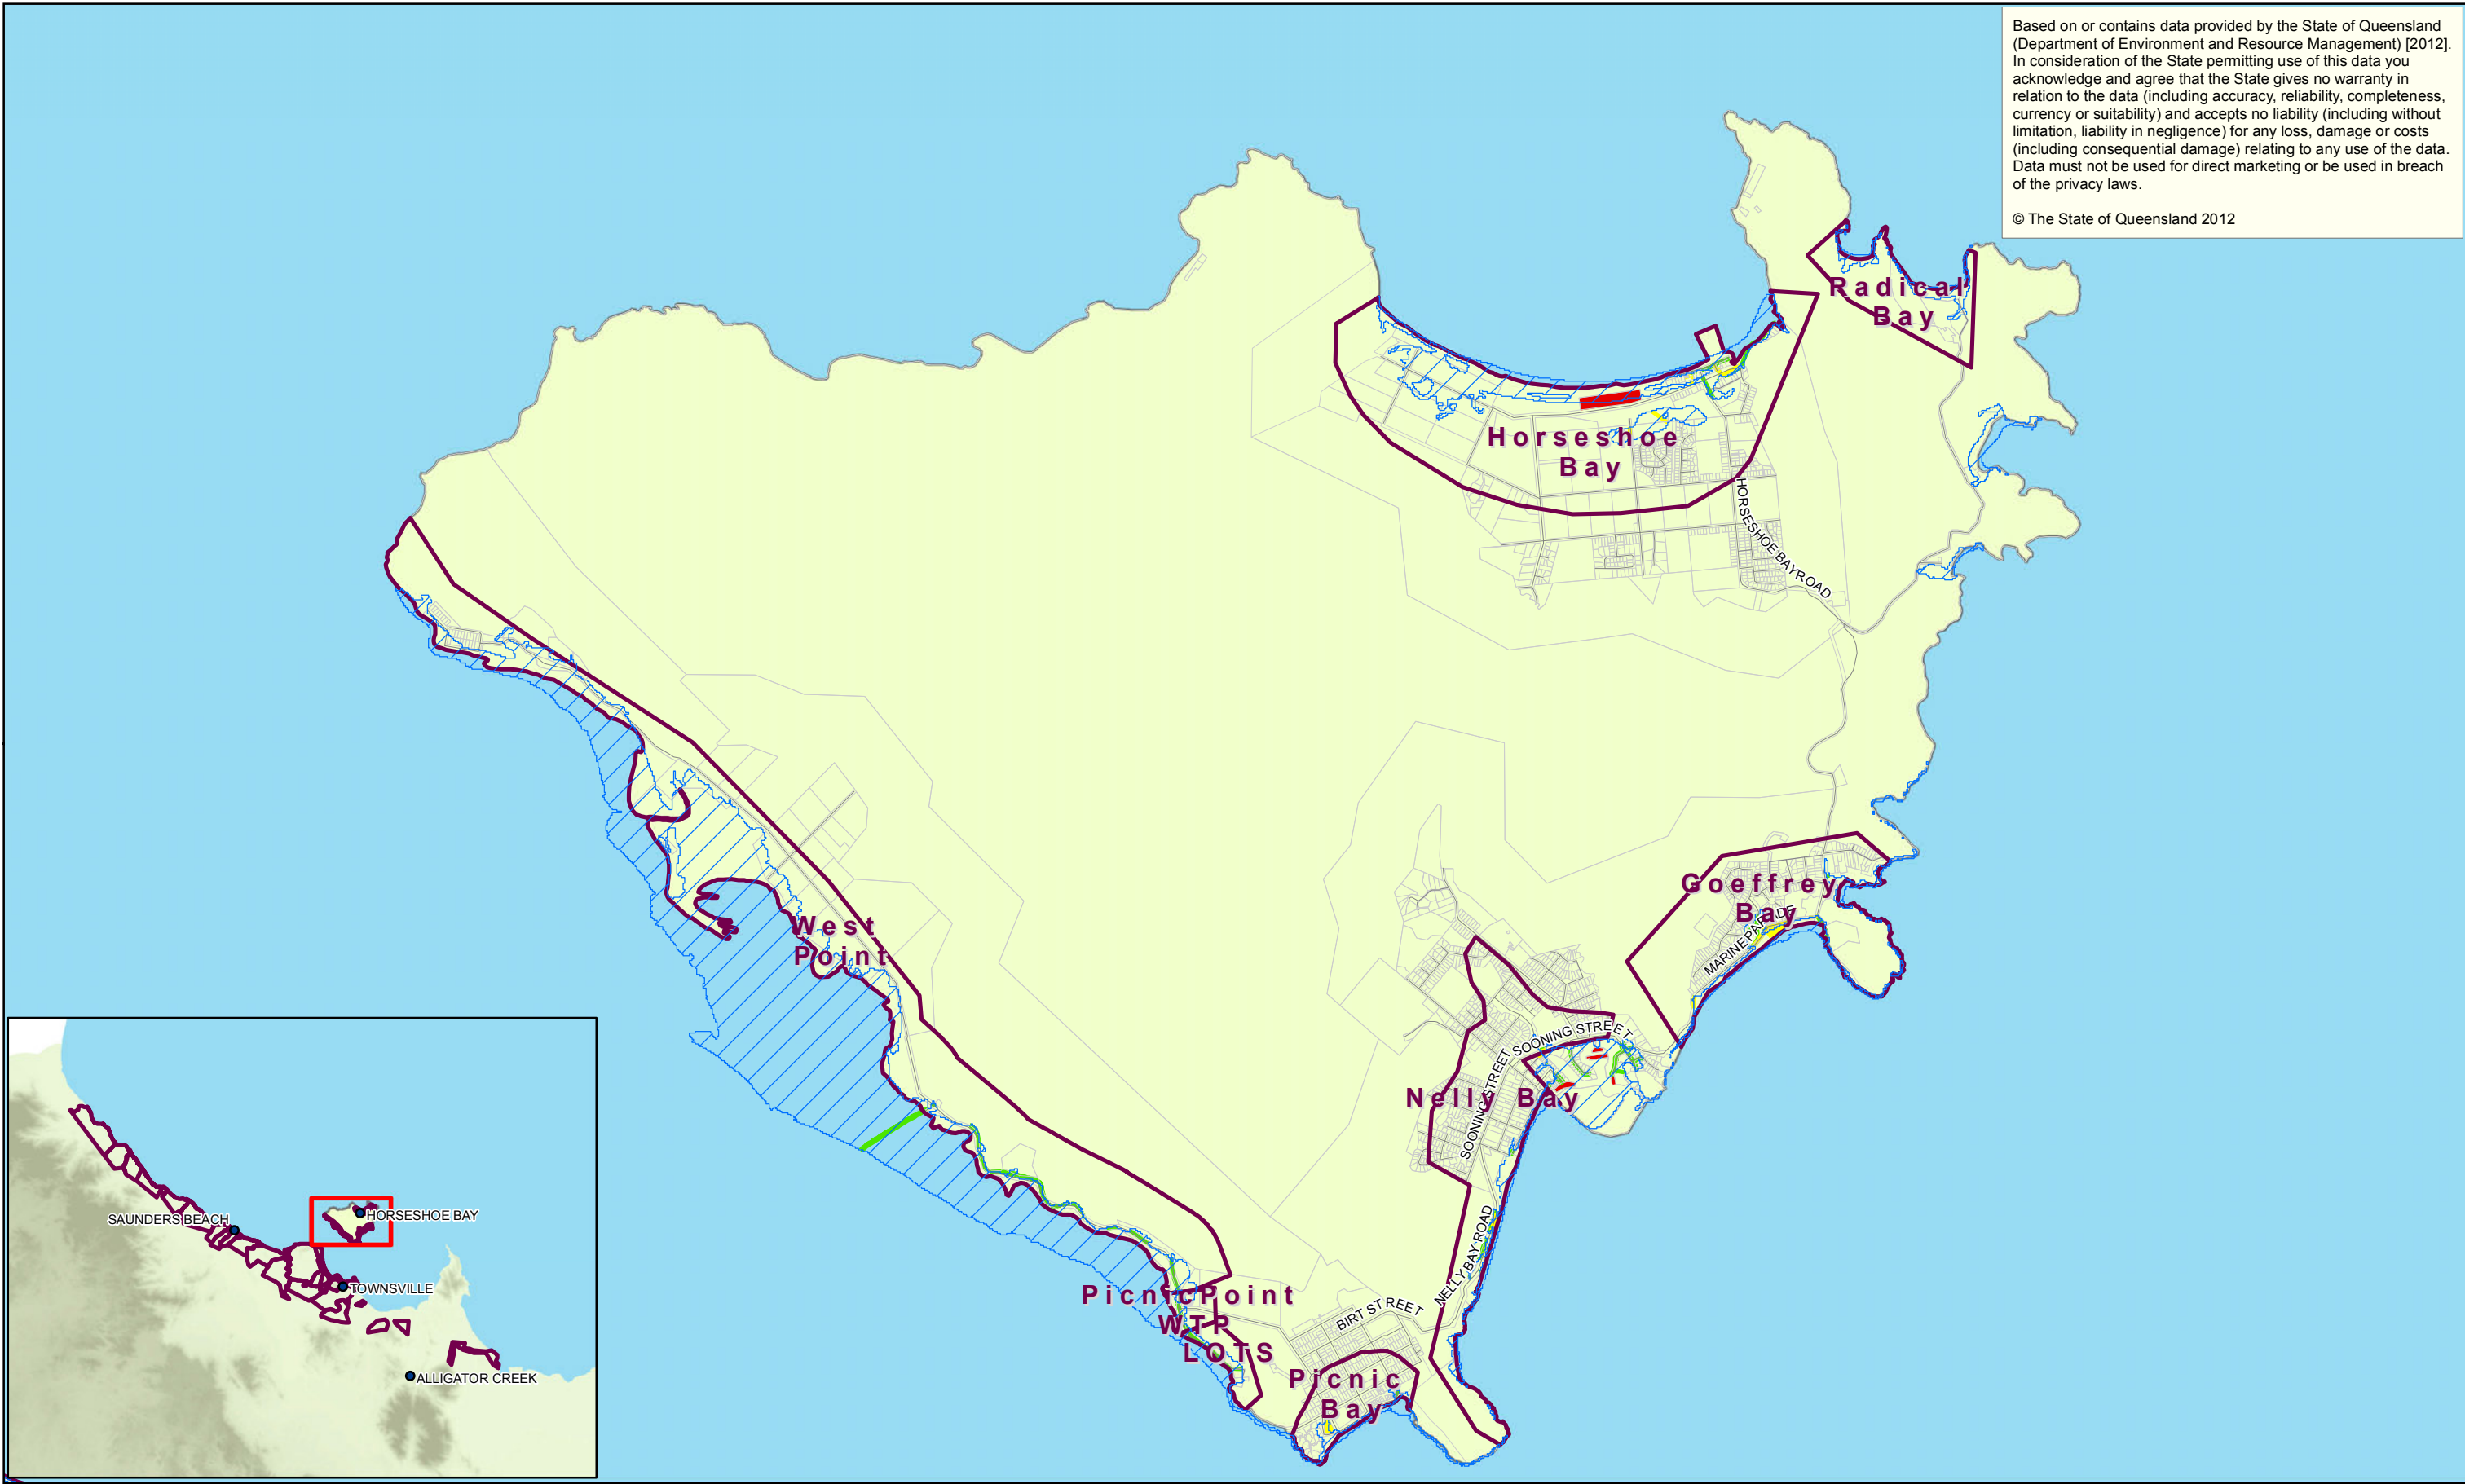 Based on or contains data provided by the State of Queensland
(Department of Environment and Resource Management) [2012].
In consideration of the State permitting use of this data you
acknowledge and agree that the State gives no warranty in
relation to the data (including accuracy, reliability, completeness,
currency or suitability) and accepts no liability (including without
limitation, liability in negligence) for any loss, damage or costs
(including consequential damage) relating to any use of the data.
Data must not be used for direct marketing or be used in breach
of the privacy laws.
© The State of Queensland 2012
Radical
Bay
Horseshoe
Bay
HORSESHOE BAY ROAD
Goeffrey
Bay
MARINE PARADE
West
Point
SOONING STREET
SOONING STREET
Nelly Bay
NELLY BAY ROAD
BIRT STREET
Picnic Point
WTP
LOTS
Picnic
Bay
SAUNDERS BEACH
HORSESHOE BAY
TOWNSVILLE
ALLIGATOR CREEK